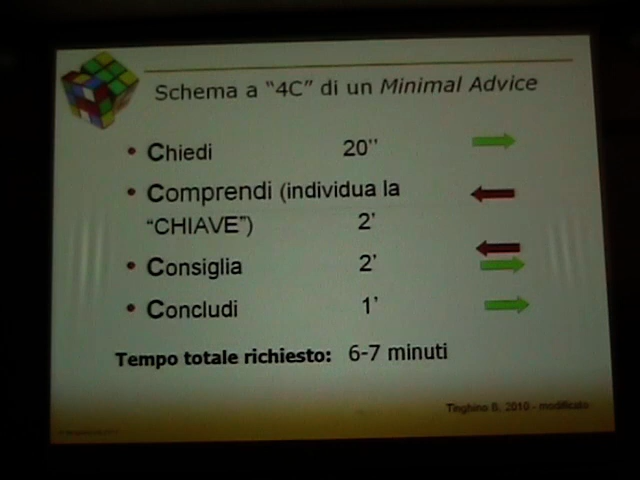 Schema a “4C” di un Minimal Advice
• Chiedi 20’’
• Comprendi (individua la
“CHIAVE”) 2’
• Consiglia 2’
• Concludi 1’
Tempo totale richiesto: 6-7 minuti
Tinghino B. 2010 - modificato